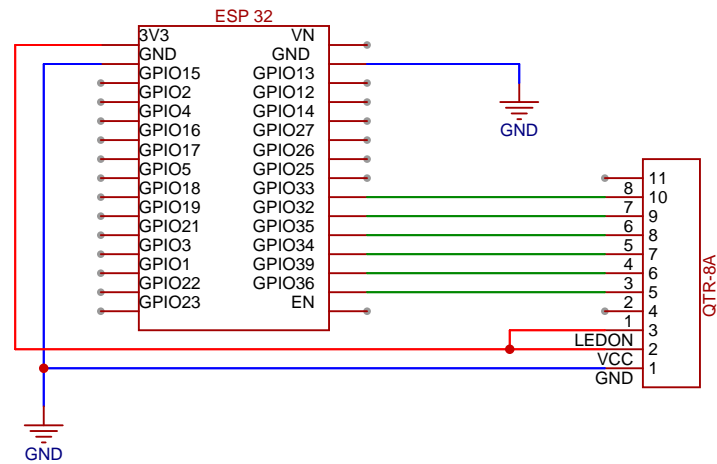 ESP 32
3V3 VN
GND GND
GPIO15 GPIO13
GPIO2 GPIO12
GPIO4 GPIO14
GPIO16 GPIO27
GPIO17 GPIO26
GPIO5 GPIO25
GPIO18 GPIO33
GPIO19 GPIO32
GPIO21 GPIO35
GPIO3 GPIO34
GPIO1 GPIO39
GPIO22 GPIO36
GPIO23 EN
GND
GND
11
8
10
7
9
6
8
5
7
4
6
3
5
2
4
1
3
LEDON
2
VCC
1
GND
QTR-8A